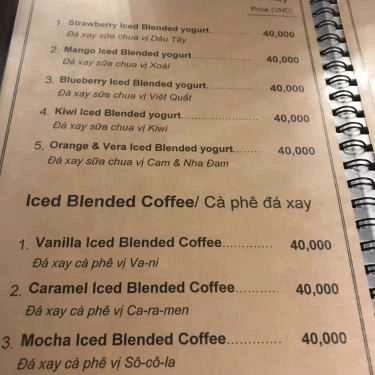 Price (VND)
1. Strawberry Iced Blended yogurt............ 40,000
Đá xay sữa chua vị Dâu Tây
2. Mango Iced Blended yogurt............ 40,000
Đá xay sữa chua vị Xoài
3. Blueberry Iced Blended yogurt............ 40,000
Đá xay sữa chua vị Việt Quất
4. Kiwi Iced Blended yogurt............ 40,000
Đá xay sữa chua vị Kiwi
5. Orange & Vera Iced Blended yogurt....... 40,000
Đá xay sữa chua vị Cam & Nha Đam
Iced Blended Coffee/ Cà phê đá xay
1. Vanilla Iced Blended Coffee............ 40,000
Đá xay cà phê vị Va-ni
2. Caramel Iced Blended Coffee.......... 40,000
Đá xay cà phê vị Ca-ra-men
3. Mocha Iced Blended Coffee............ 40,000
Đá xay cà phê vị Sô-cô-la